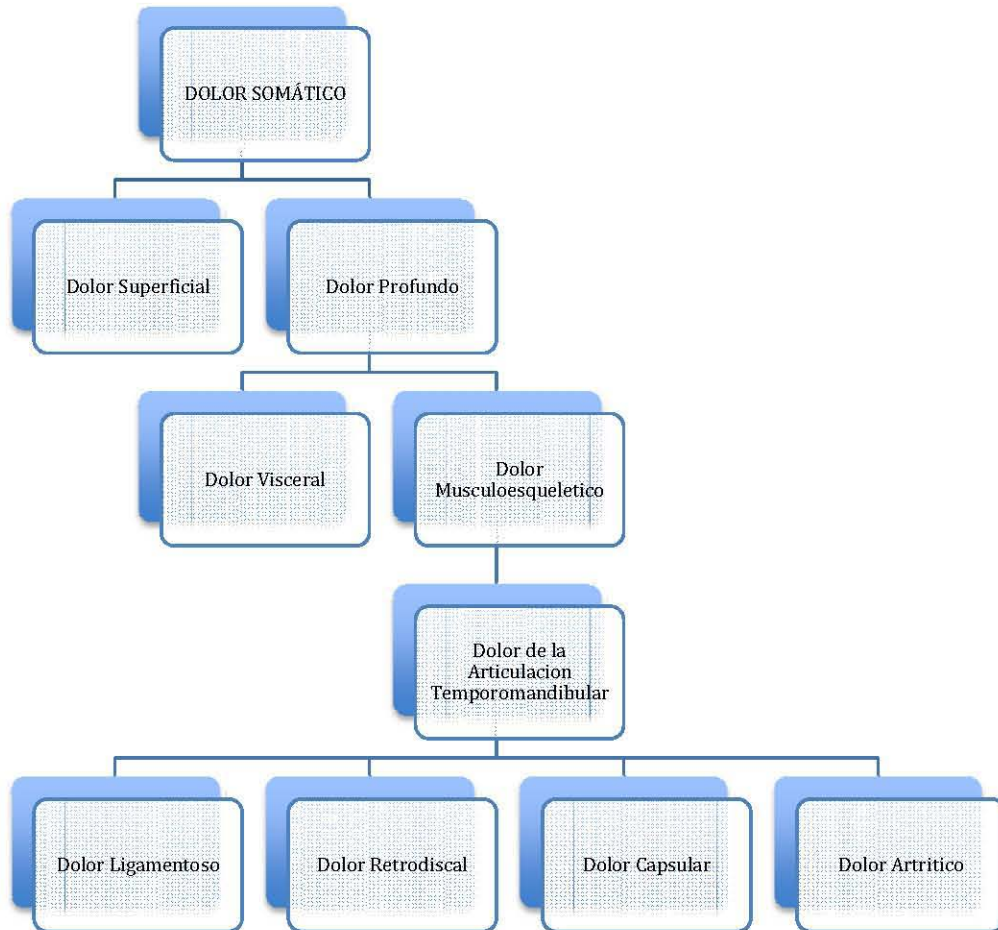 DOLOR SOMÁTICO
Dolor Superficial
Dolor Profundo
Dolor Visceral
Dolor
Musculoesqueletico
Dolor de la
Articulacion
Temporomandibular
Dolor Ligamentoso
Dolor Retrodiscal
Dolor Capsular
Dolor Artritico